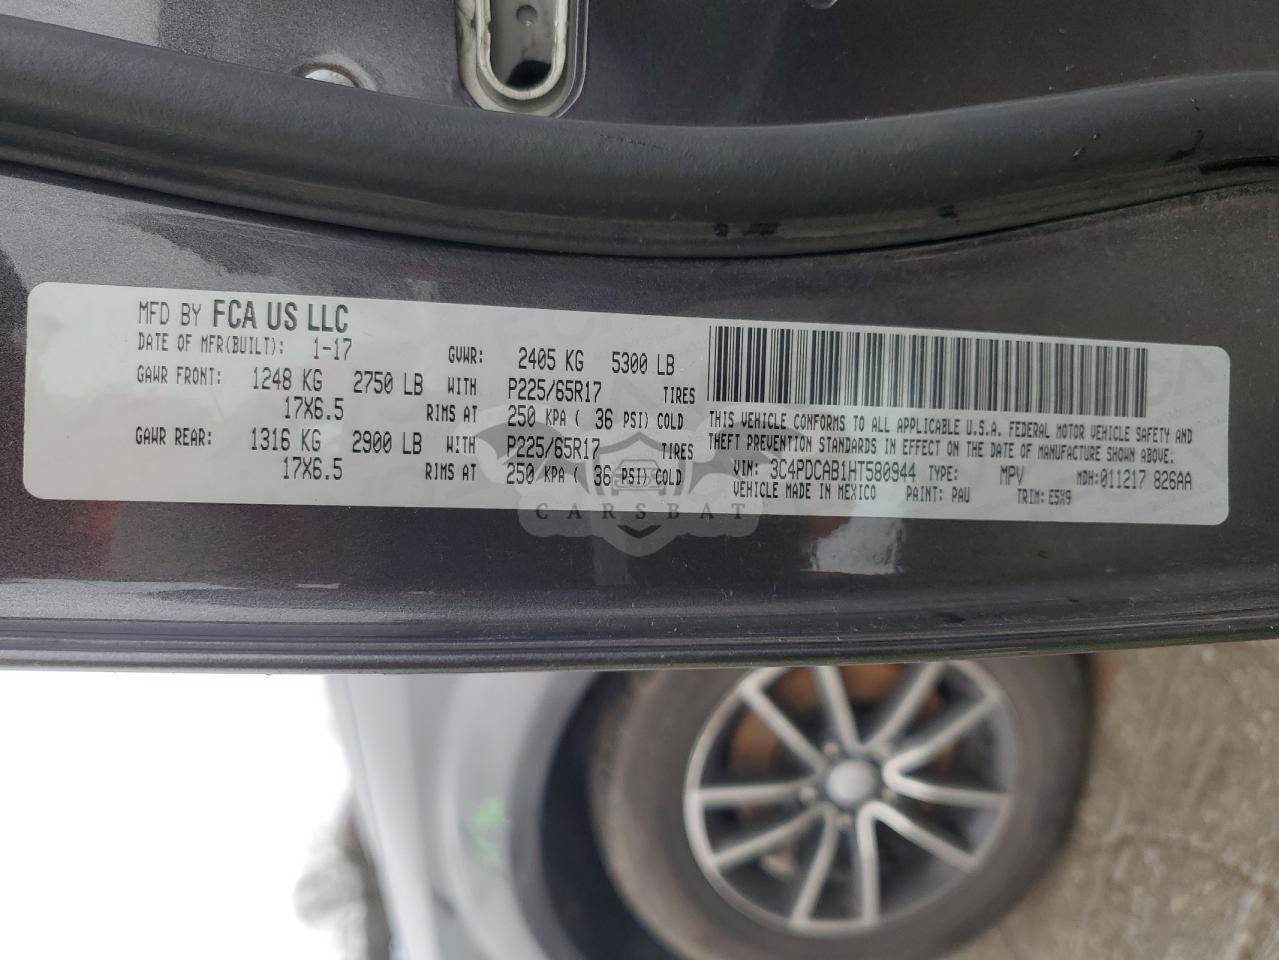 MFD BY FCA US LLC
DATE OF MFR(BUILT): 1-17 GVWR: 2405 KG 5300 LB
GAWR FRONT: 1248 KG 2750 LB WITH P225/65R17 TIRES
17X6.5 RIMS AT 250 KPA ( 36 PSI) COLD
GAWR REAR: 1316 KG 2900 LB WITH P225/65R17 TIRES
17X6.5 RIMS AT 250 KPA ( 36 PSI) COLD
THIS VEHICLE CONFORMS TO ALL APPLICABLE U.S.A. FEDERAL MOTOR VEHICLE SAFETY AND
THEFT PREVENTION STANDARDS IN EFFECT ON THE DATE OF MANUFACTURE SHOWN ABOVE:
VIN: 3C4PDCAB1HT580944 TYPE: MPV MDH:011217 826AA
VEHICLE MADE IN MEXICO PAINT: PAU TRIM: E5X9
CARSBAT